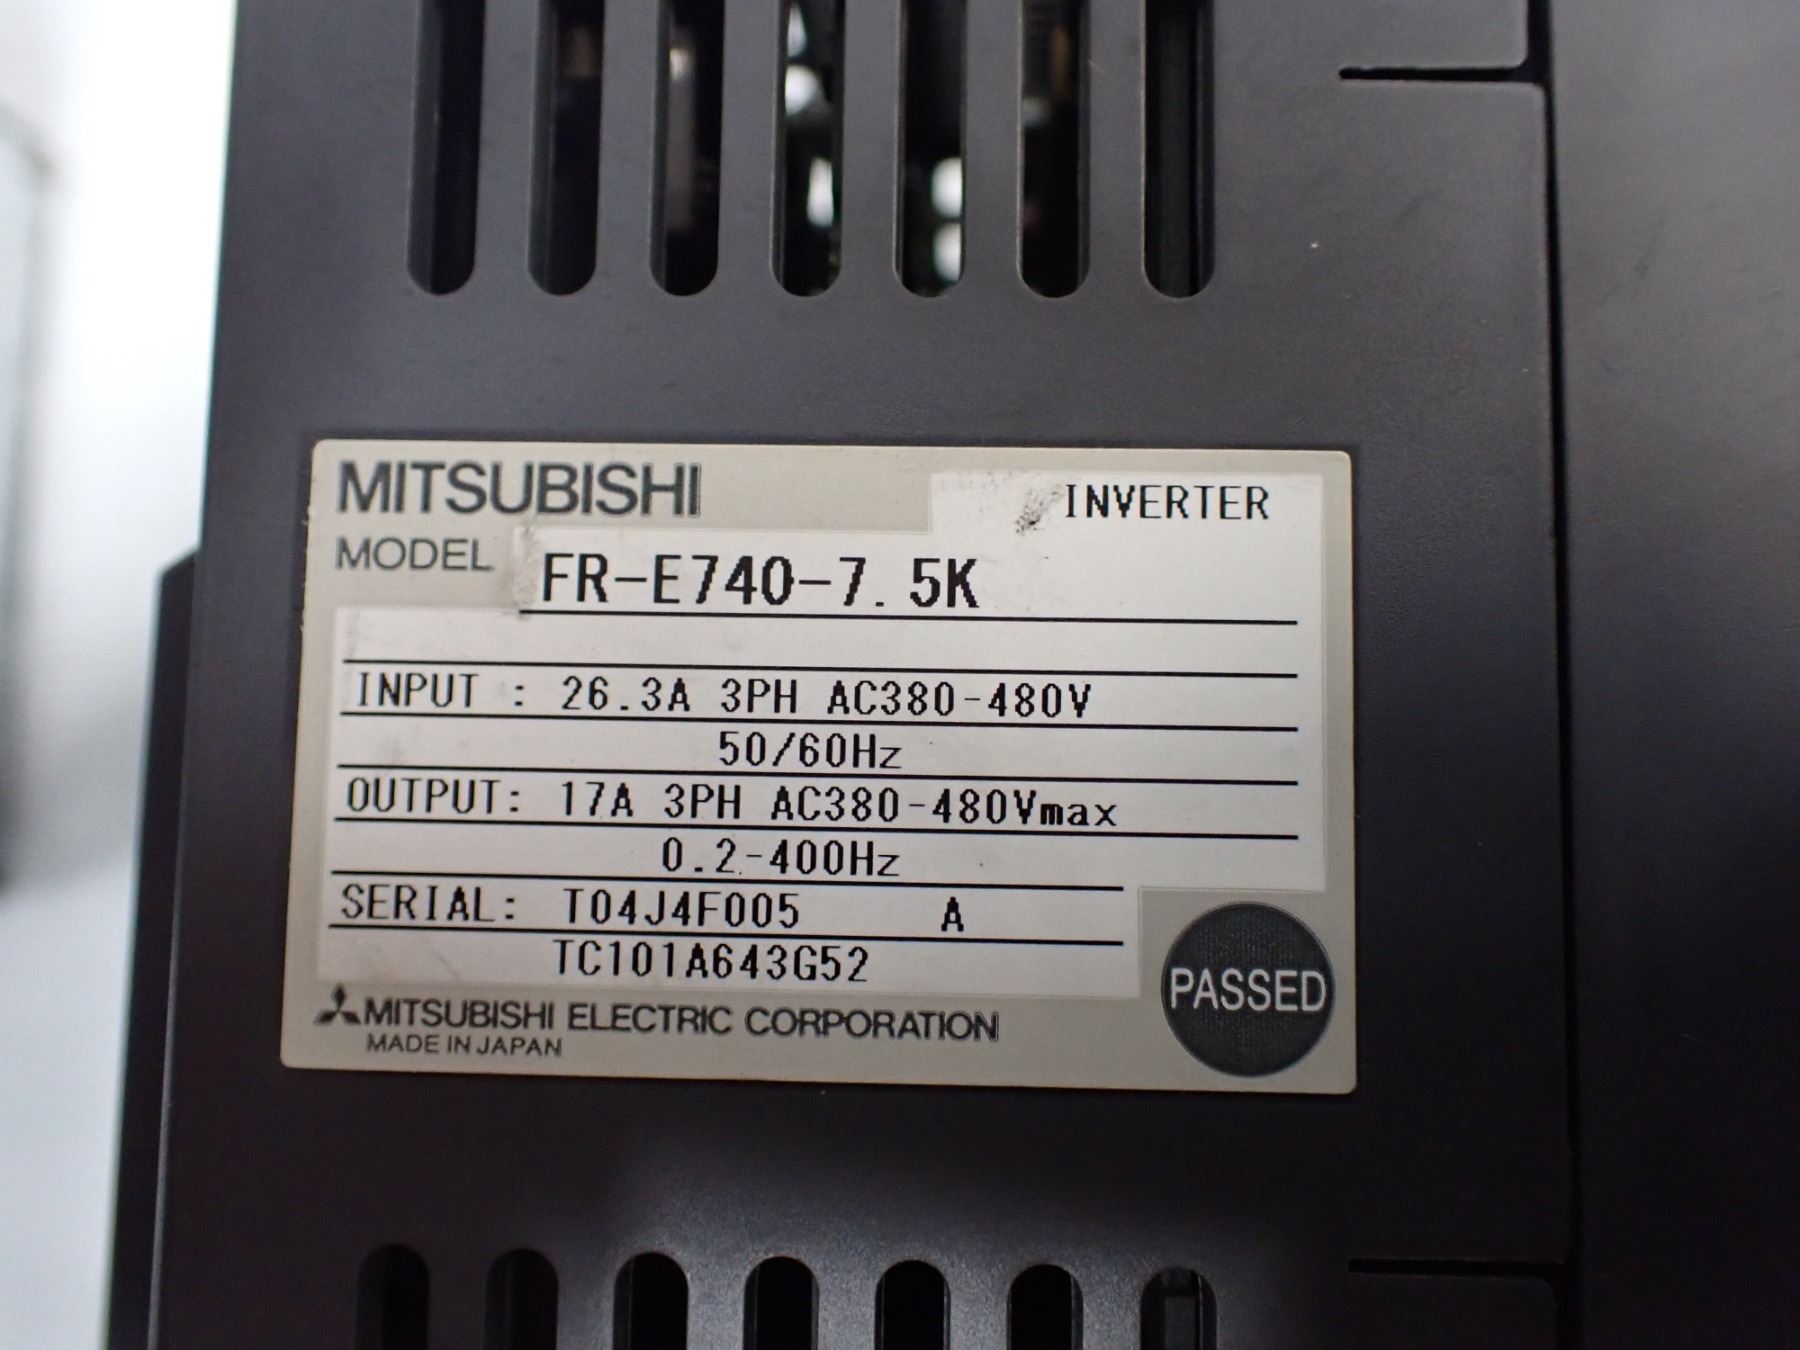 MITSUBISHI
INVERTER
MODEL FR-E740-7.5K
INPUT : 26.3A 3PH AC380-480V
50/60Hz
OUTPUT: 17A 3PH AC380-480Vmax
0.2-400Hz
SERIAL: T04J4F005 A
TC101A643G52
PASSED
MITSUBISHI ELECTRIC CORPORATION
MADE IN JAPAN